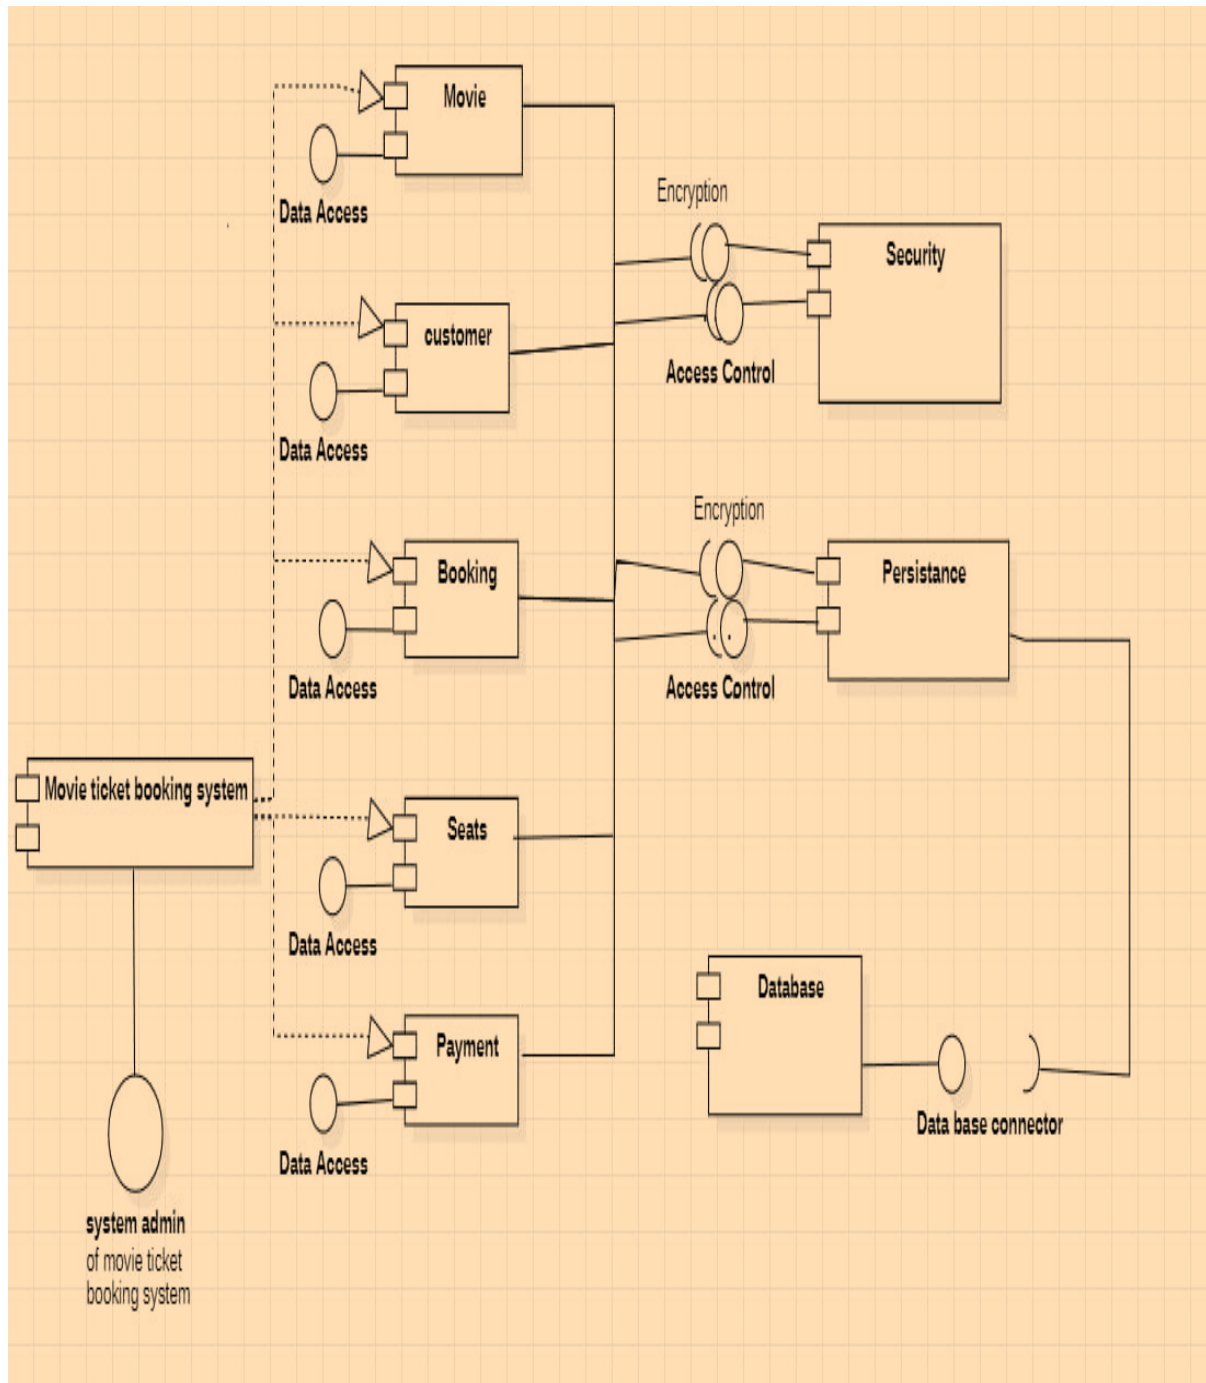 Movie
Data Access
Encryption
Security
customer
Access Control
Data Access
Encryption
Booking
Persistance
Data Access
Access Control
Movie ticket booking system
Seats
Data Access
Database
Payment
Data base connector
Data Access
system admin
of movie ticket
booking system